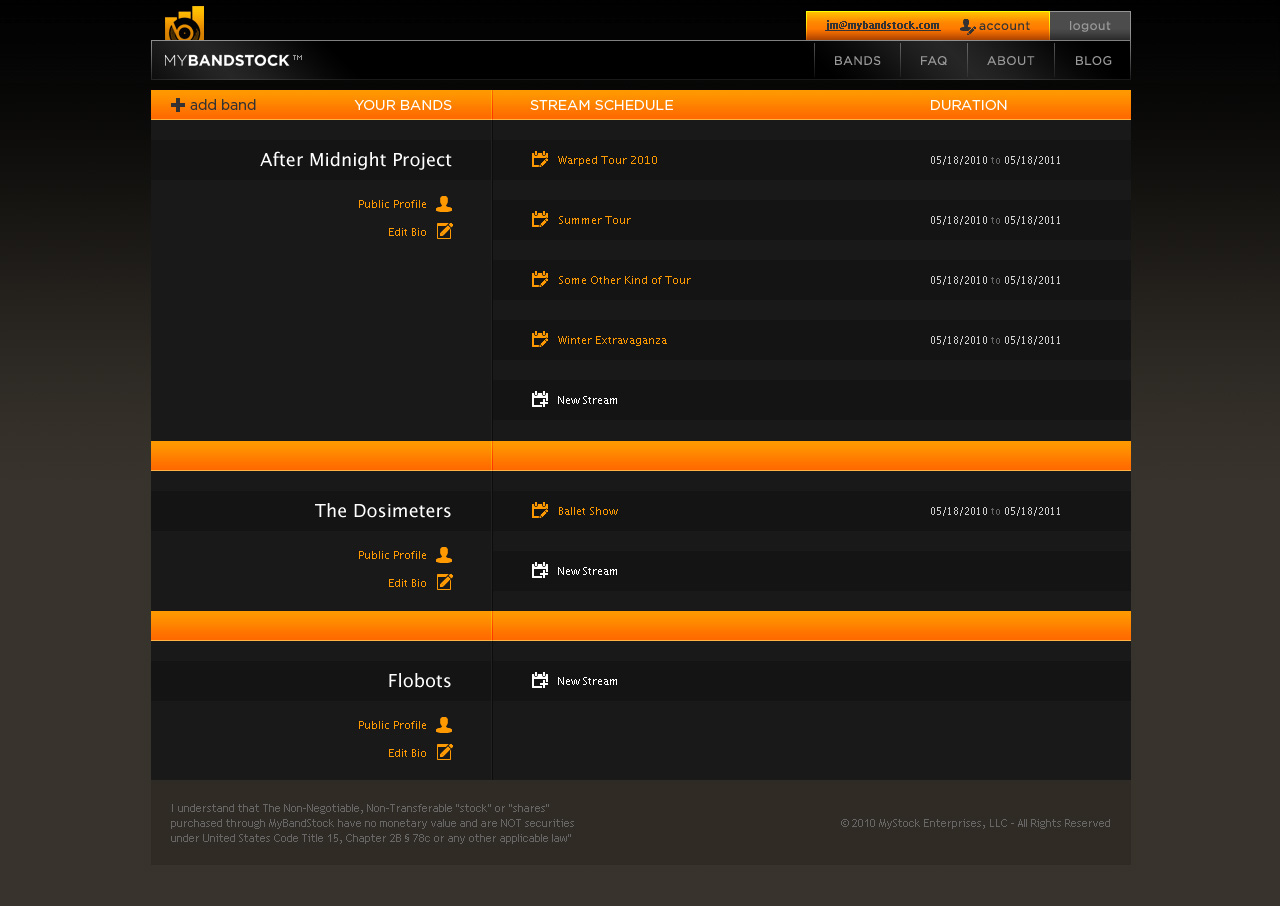 jm@mybandstock.com account logout
MYBANDSTOCK™ BANDS FAQ ABOUT BLOG
add band YOUR BANDS STREAM SCHEDULE DURATION
After Midnight Project Warped Tour 2010 05/18/2010 to 05/18/2011
Public Profile
Summer Tour 05/18/2010 to 05/18/2011
Edit Bio
Some Other Kind of Tour 05/18/2010 to 05/18/2011
Winter Extravaganza 05/18/2010 to 05/18/2011
New Stream
The Dosimeters Ballet Show 05/18/2010 to 05/18/2011
Public Profile
New Stream
Edit Bio
Flobots New Stream
Public Profile
Edit Bio
I understand that The Non-Negotiable, Non-Transferable "stock" or "shares"
purchased through MyBandStock have no monetary value and are NOT securities
under United States Code Title 15, Chapter 2B § 78c or any other applicable law"
© 2010 MyStock Enterprises, LLC - All Rights Reserved